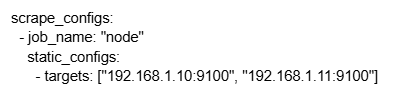 scrape_configs:
  - job_name: "node"
    static_configs:
      - targets: ["192.168.1.10:9100", "192.168.1.11:9100"]